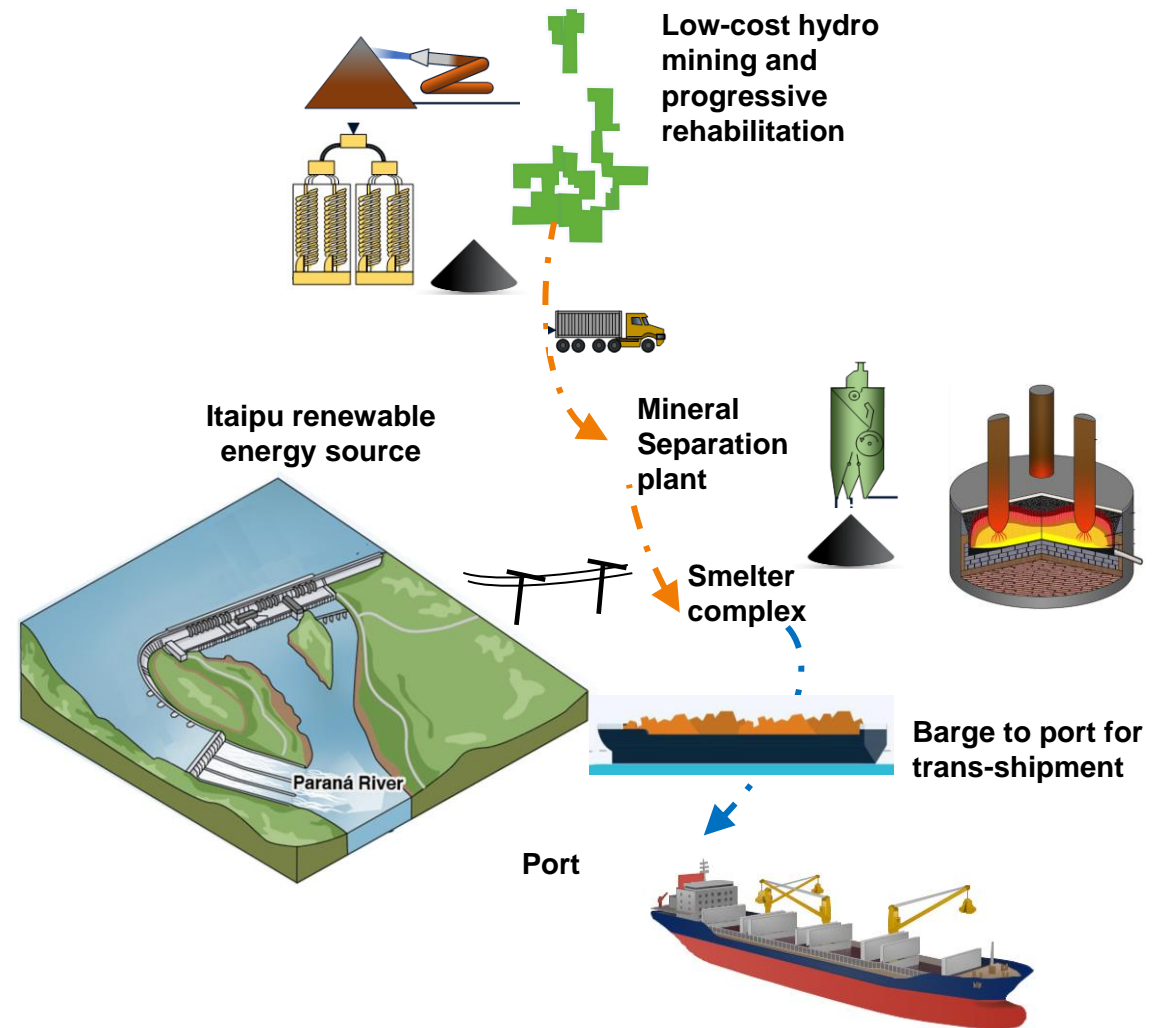 Low-cost hydro
mining and
progressive
rehabilitation
Itaipu renewable
energy source
Mineral
Separation
plant
Smelter
complex
Paraná River
Barge to port for
trans-shipment
Port